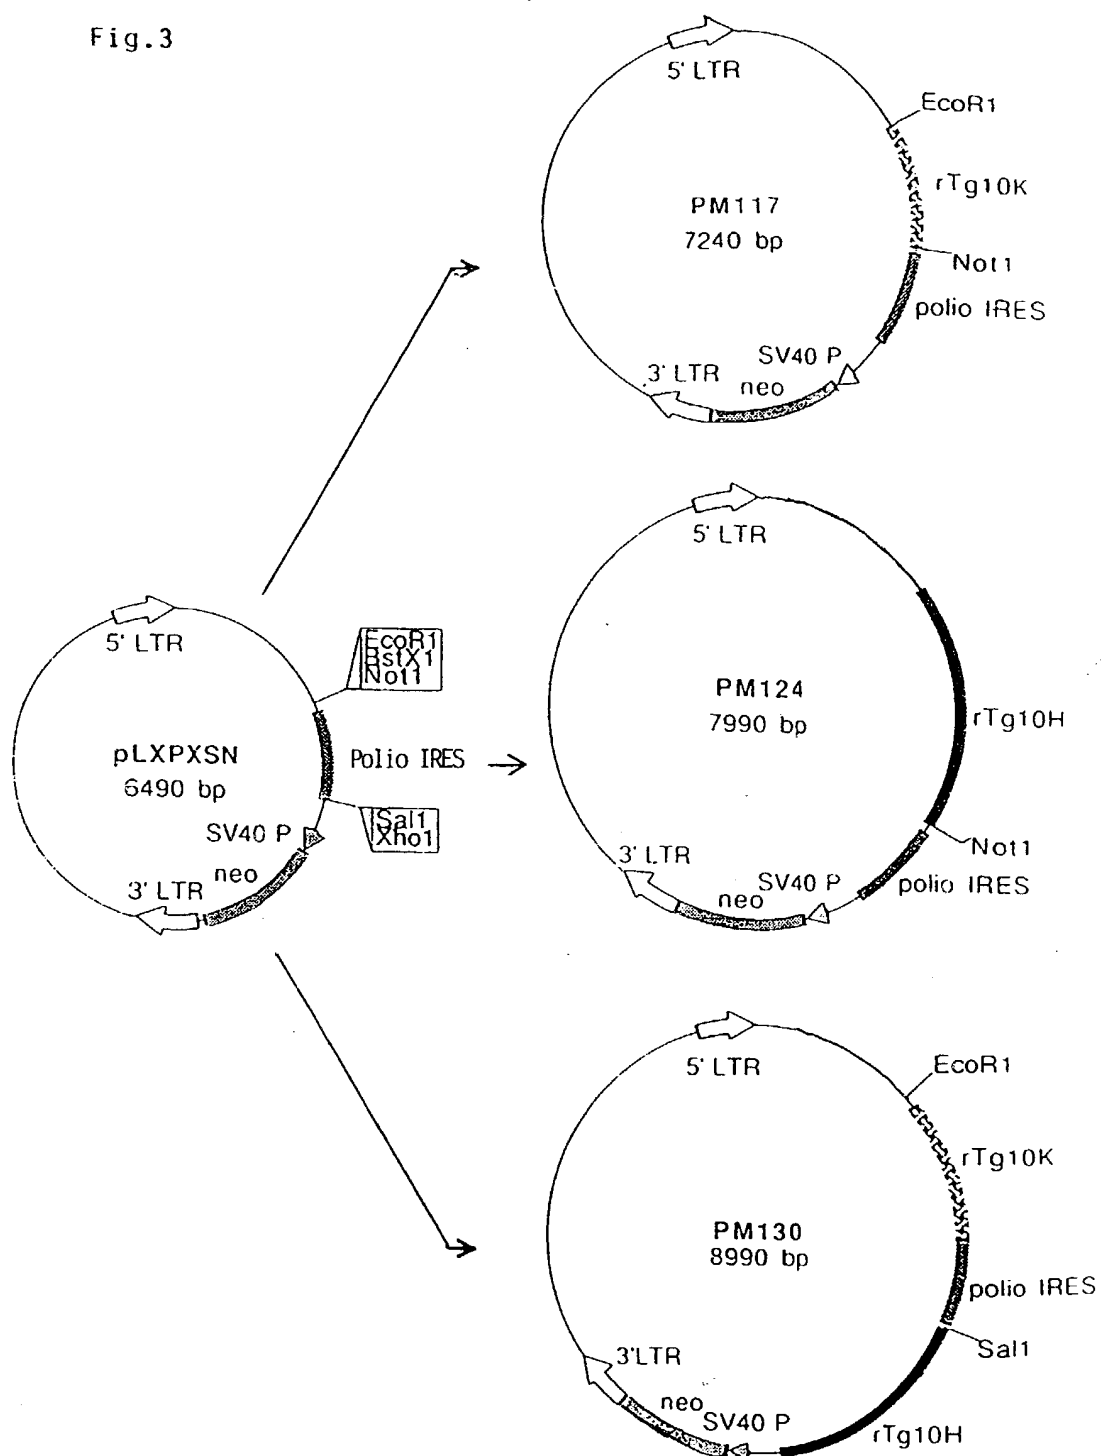 Fig.3
5' LTR
EcoR1
rTg10K
PM117
7240 bp
Not1
polio IRES
SV40 P
3' LTR
neo
5' LTR
PM124
7990 bp
rTg10H
Not1
polio IRES
SV40 P
neo
3' LTR
5' LTR
EcoR1
BstX1
Not1
pLXPXSN
6490 bp
Polio IRES
Sal1
Xho1
SV40 P
neo
3' LTR
5' LTR
EcoR1
rTg10K
PM130
8990 bp
polio IRES
Sal1
3'LTR
neo
SV40 P
rTg10H